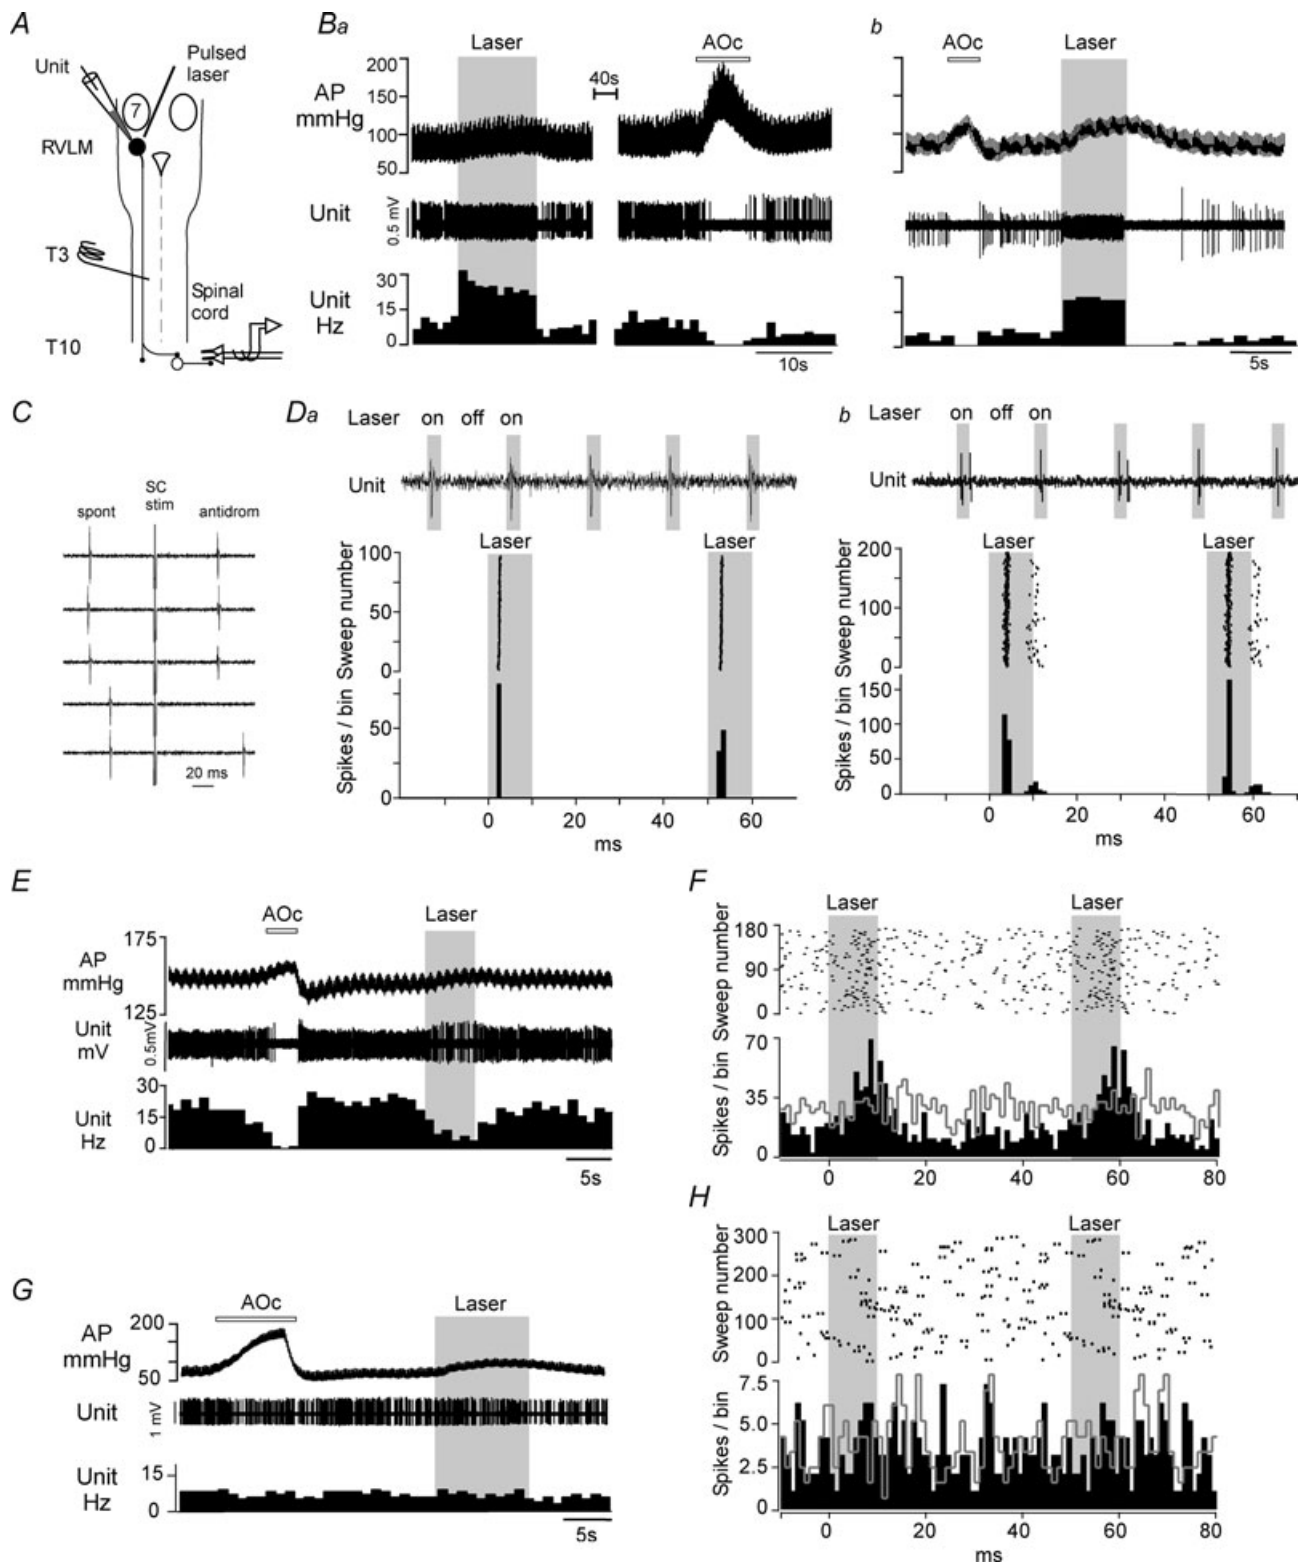 A
Unit
Pulsed
laser
7
RVLM
T3
Spinal
cord
T10
Ba
Laser
40s
AOc
AP
mmHg
200
150
100
50
Unit
0.5 mV
Unit
Hz
30
15
0
10s
b
AOc
Laser
5s
C
SC
stim
spont
antidrom
20 ms
Da
Laser on off on
Unit
Laser
Laser
Sweep number
100
50
0
Spikes / bin
50
0
0 20 40 60
ms
b
Laser on off on
Unit
Laser
Laser
Sweep number
200
100
0
Spikes / bin
150
100
50
0
0 20 40 60
ms
E
AOc
Laser
AP
mmHg
175
125
Unit
mV
0.5mV
Unit
Hz
30
15
0
5s
F
Laser
Laser
Sweep number
180
90
0
Spikes / bin
70
35
0
0 20 40 60 80
G
AOc
Laser
AP
mmHg
200
50
Unit
1 mV
Unit
Hz
15
0
5s
H
Laser
Laser
Sweep number
300
200
100
0
Spikes / bin
7.5
5.0
2.5
0
0 20 40 60 80
ms